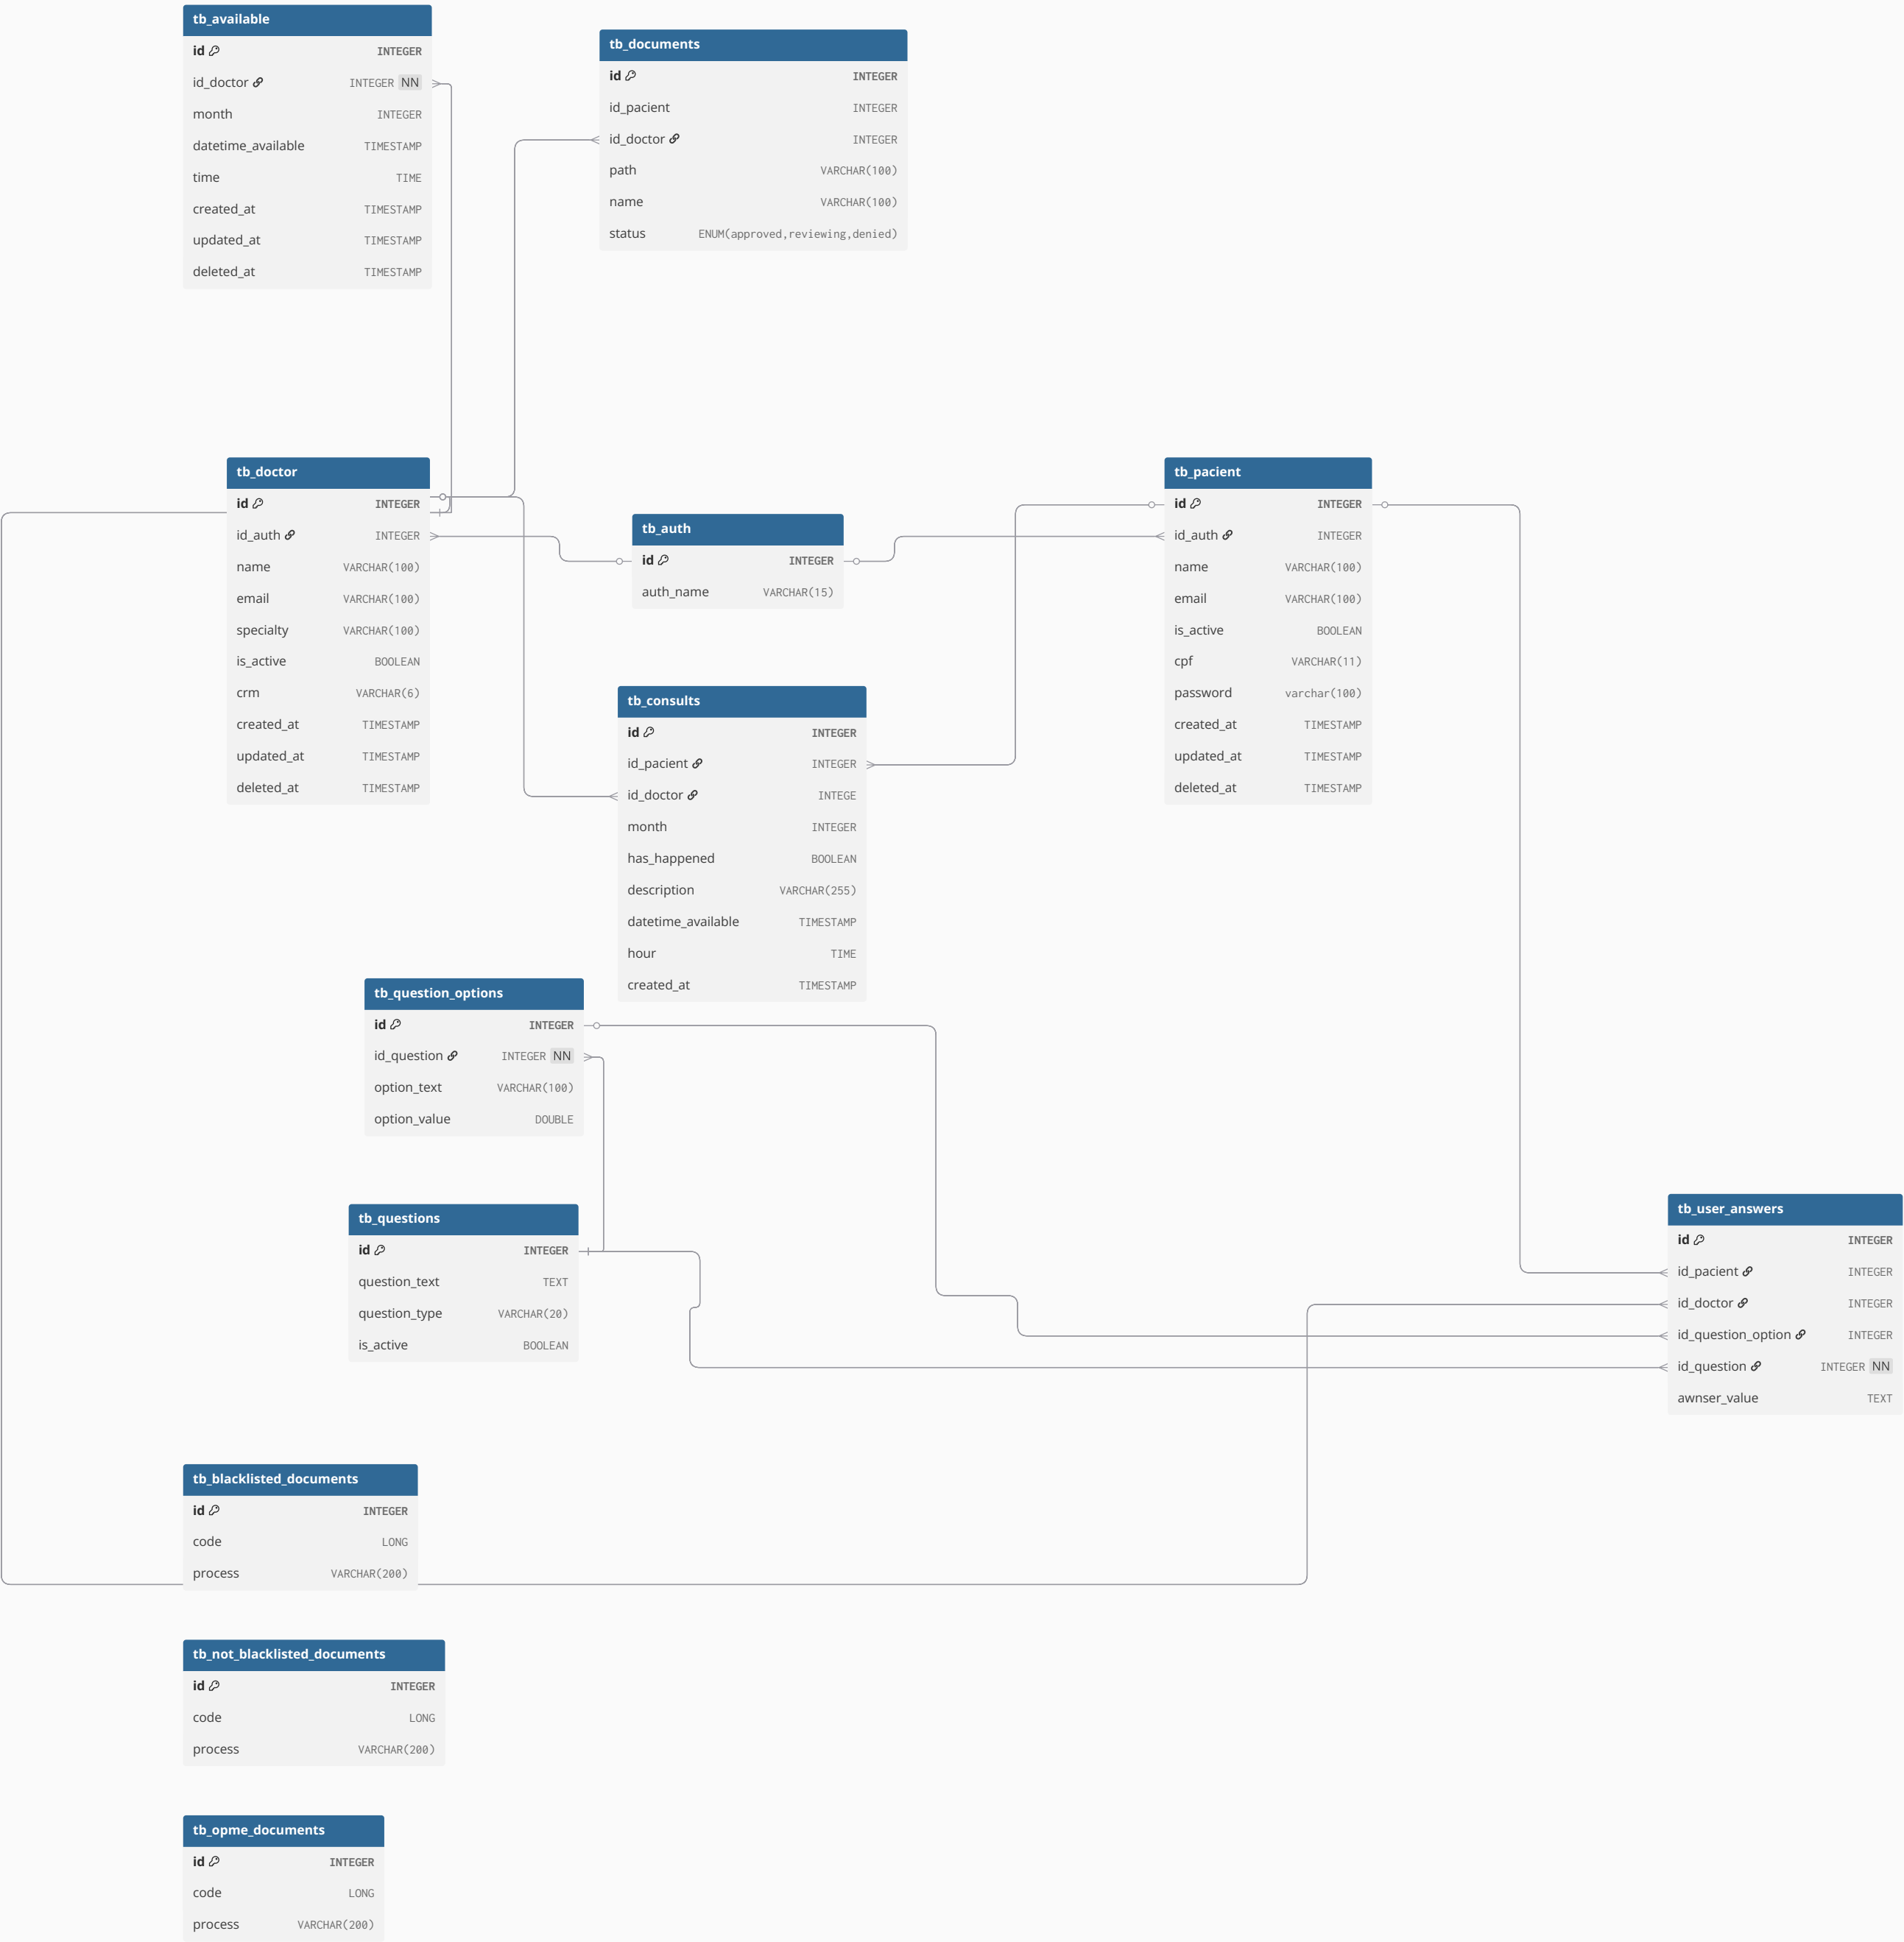 tb_available
id INTEGER
id_doctor INTEGER NN
month INTEGER
datetime_available TIMESTAMP
time TIME
created_at TIMESTAMP
updated_at TIMESTAMP
deleted_at TIMESTAMP
tb_documents
id INTEGER
id_pacient INTEGER
id_doctor INTEGER
path VARCHAR(100)
name VARCHAR(100)
status ENUM(approved,reviewing,denied)
tb_doctor
id INTEGER
id_auth INTEGER
name VARCHAR(100)
email VARCHAR(100)
specialty VARCHAR(100)
is_active BOOLEAN
crm VARCHAR(6)
created_at TIMESTAMP
updated_at TIMESTAMP
deleted_at TIMESTAMP
tb_auth
id INTEGER
auth_name VARCHAR(15)
tb_pacient
id INTEGER
id_auth INTEGER
name VARCHAR(100)
email VARCHAR(100)
is_active BOOLEAN
cpf VARCHAR(11)
password varchar(100)
created_at TIMESTAMP
updated_at TIMESTAMP
deleted_at TIMESTAMP
tb_consults
id INTEGER
id_pacient INTEGER
id_doctor INTEGE
month INTEGER
has_happened BOOLEAN
description VARCHAR(255)
datetime_available TIMESTAMP
hour TIME
created_at TIMESTAMP
tb_question_options
id INTEGER
id_question INTEGER NN
option_text VARCHAR(100)
option_value DOUBLE
tb_questions
id INTEGER
question_text TEXT
question_type VARCHAR(20)
is_active BOOLEAN
tb_user_answers
id INTEGER
id_pacient INTEGER
id_doctor INTEGER
id_question_option INTEGER
id_question INTEGER NN
awnser_value TEXT
tb_blacklisted_documents
id INTEGER
code LONG
process VARCHAR(200)
tb_not_blacklisted_documents
id INTEGER
code LONG
process VARCHAR(200)
tb_opme_documents
id INTEGER
code LONG
process VARCHAR(200)